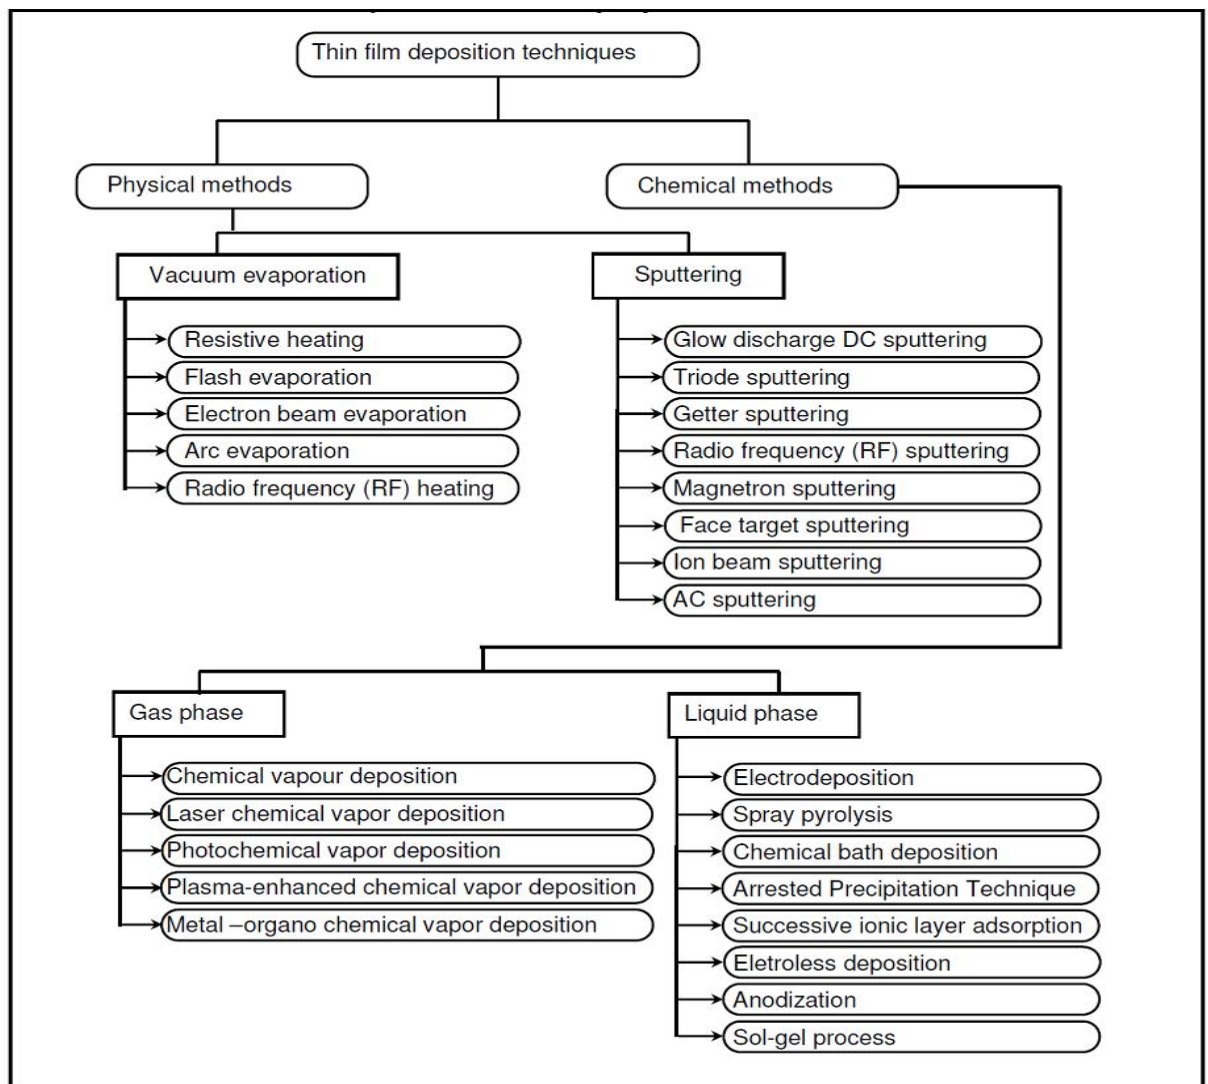 Thin film deposition techniques
Physical methods
Chemical methods
Vacuum evaporation
Resistive heating
Flash evaporation
Electron beam evaporation
Arc evaporation
Radio frequency (RF) heating
Sputtering
Glow discharge DC sputtering
Triode sputtering
Getter sputtering
Radio frequency (RF) sputtering
Magnetron sputtering
Face target sputtering
Ion beam sputtering
AC sputtering
Gas phase
Chemical vapour deposition
Laser chemical vapor deposition
Photochemical vapor deposition
Plasma-enhanced chemical vapor deposition
Metal –organo chemical vapor deposition
Liquid phase
Electrodeposition
Spray pyrolysis
Chemical bath deposition
Arrested Precipitation Technique
Successive ionic layer adsorption
Eletroless deposition
Anodization
Sol-gel process